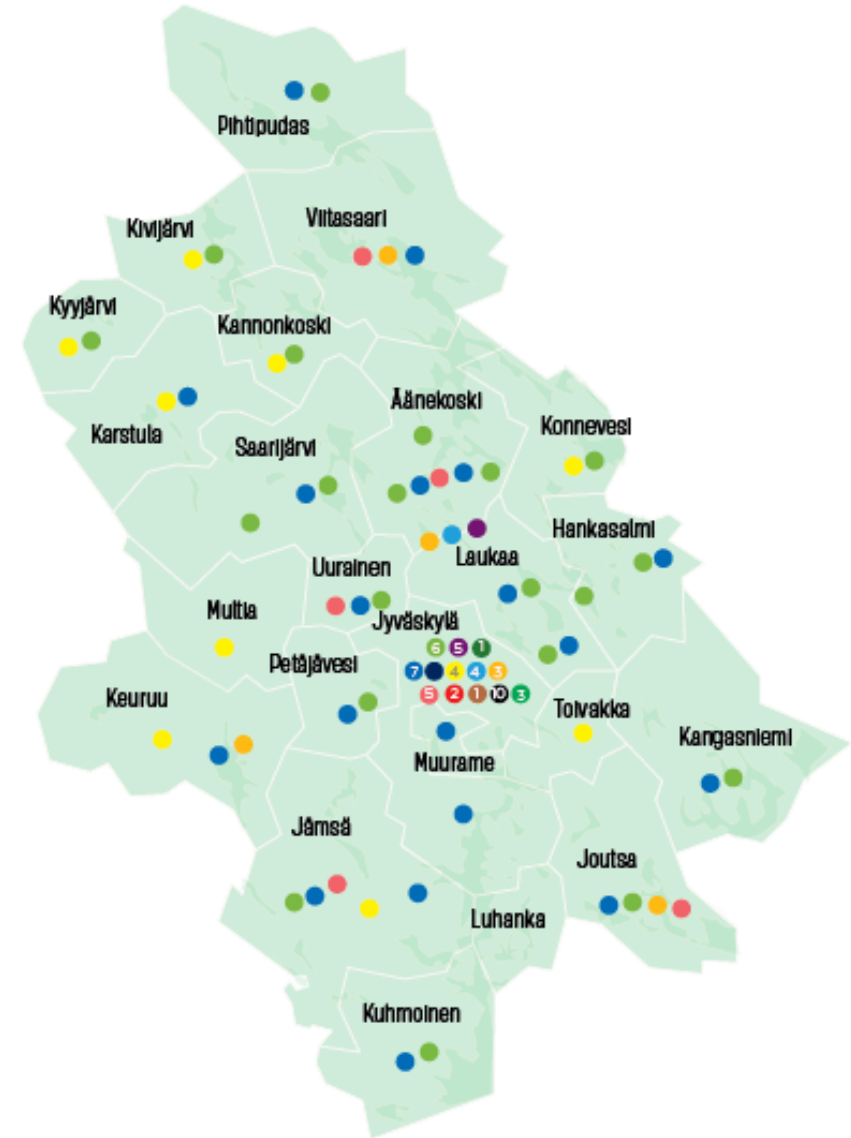 Pihtipudas
Viitasaari
Kivijärvi
Kyyjärvi
Kannonkoski
Äänekoski
Karstula
Konnevesi
Saarijärvi
Hankasalmi
Laukaa
Uurainen
Multia
Jyväskylä
6 5 1
7 4 4 3
5 2 1 10 3
Petäjävesi
Keuruu
Toivakka
Kangasniemi
Muurame
Jämsä
Joutsa
Luhanka
Kuhmoinen